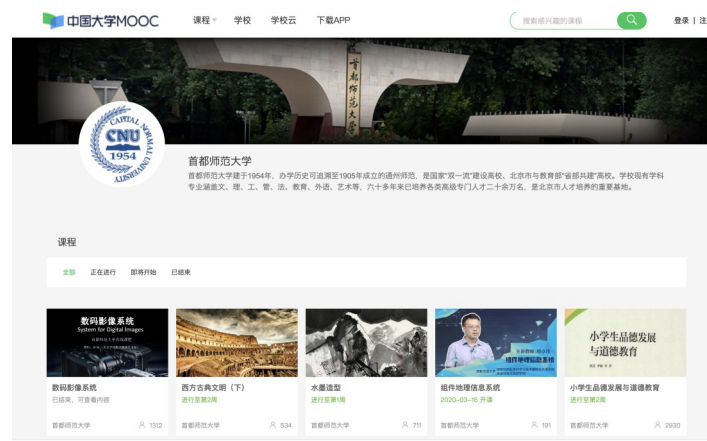 中国大学MOOC
课程 学校 学校云 下载APP 搜索感兴趣的课程 登录 | 注
首都师范大学
CAPITAL NORMAL UNIVERSITY
CNU
1954
首都师范大学
首都师范大学建于1954年，办学历史可追溯至1905年成立的通州师范，是国家“双一流”建设高校、北京市与教育部“省部共建”高校。学校现有学科
专业涵盖文、理、工、管、法、教育、外语、艺术等，六十多年来已培养各类高级专门人才二十余万名，是北京市人才培养的重要基地。
课程
全部 正在进行 即将开始 已结束
数码影像系统
System for Digital Images
组件地理信息系统
小学生品德发展
与道德教育
数码影像系统 西方古典文明（下） 水墨造型 组件地理信息系统 小学生品德发展与道德教育
已结束，可查看内容 进行至第2周 进行至第1周 2020-03-16 开课 进行至第2周
首都师范大学 1312 首都师范大学 534 首都师范大学 711 首都师范大学 191 首都师范大学 2930